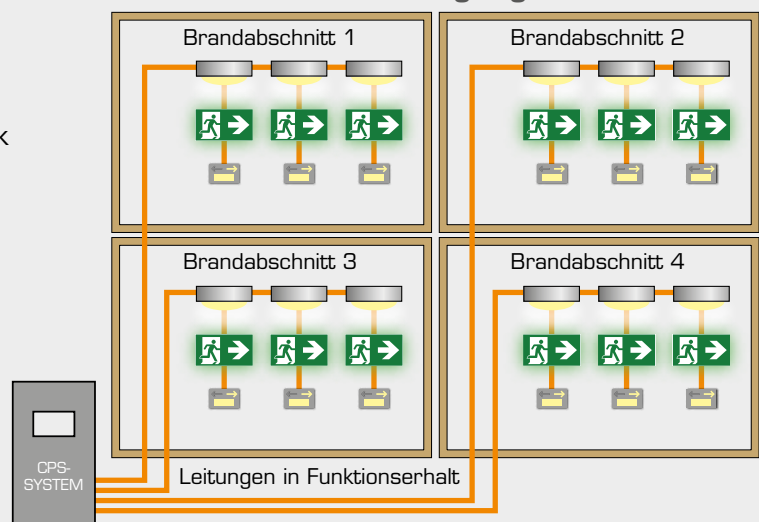 Brandabschnitt 1
Brandabschnitt 2
k
Brandabschnitt 3
Brandabschnitt 4
CPS-
SYSTEM
Leitungen in Funktionserhalt